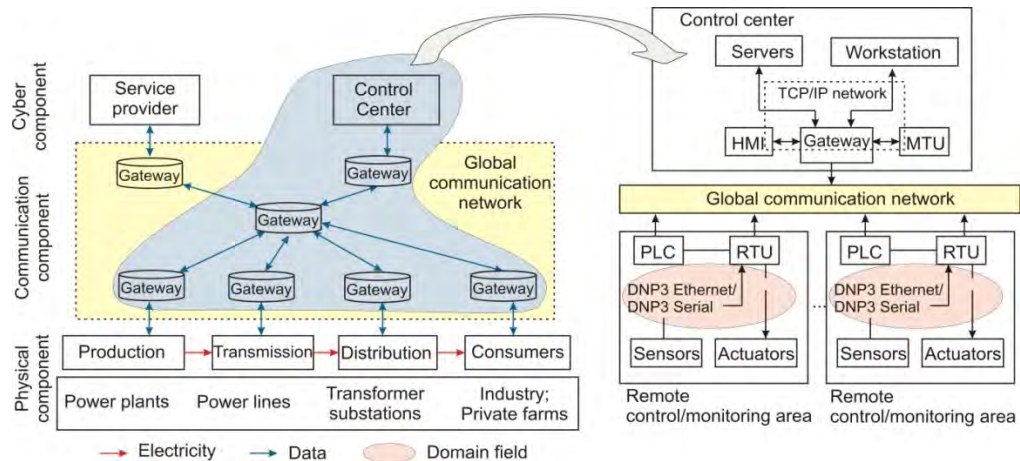 Cyber
component
Communication
component
Physical
component
Service
provider
Control
Center
Gateway
Gateway
Global
communication
network
Gateway
Gateway
Gateway
Gateway
Gateway
Production
Transmission
Distribution
Consumers
Power plants
Power lines
Transformer
substations
Industry;
Private farms
Electricity
Data
Domain field
Control center
Servers
Workstation
TCP/IP network
HMI
Gateway
MTU
Global communication network
PLC
RTU
DNP3 Ethernet/
DNP3 Serial
Sensors
Actuators
Remote
control/monitoring area
...
PLC
RTU
DNP3 Ethernet/
DNP3 Serial
Sensors
Actuators
Remote
control/monitoring area